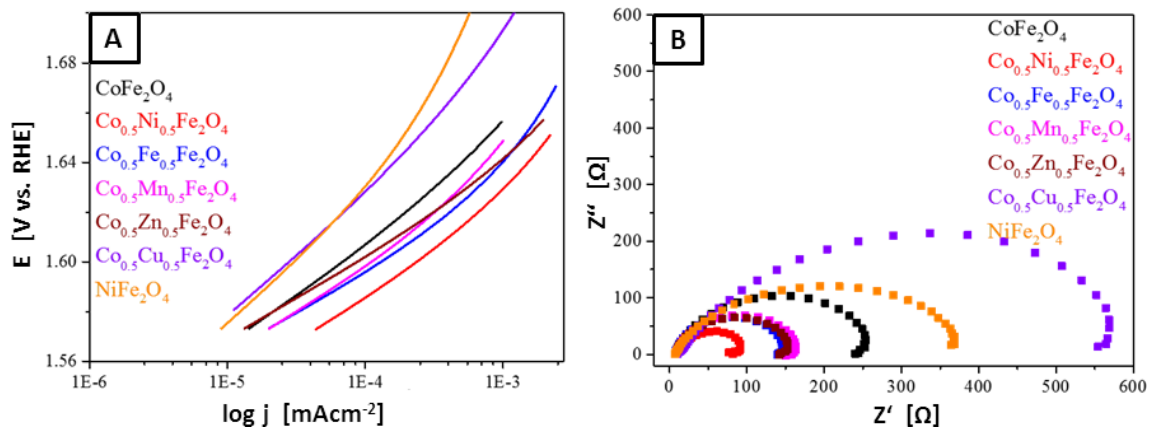 A
1.68
1.64
1.60
1.56
E [V vs. RHE]
CoFe₂O₄
Co₀.₅Ni₀.₅Fe₂O₄
Co₀.₅Fe₀.₅Fe₂O₄
Co₀.₅Mn₀.₅Fe₂O₄
Co₀.₅Zn₀.₅Fe₂O₄
Co₀.₅Cu₀.₅Fe₂O₄
NiFe₂O₄
1E-6 1E-5 1E-4 1E-3
log j [mAcm⁻²]
B
600
500
400
300
200
100
0
Z‘‘ [Ω]
CoFe₂O₄
Co₀.₅Ni₀.₅Fe₂O₄
Co₀.₅Fe₀.₅Fe₂O₄
Co₀.₅Mn₀.₅Fe₂O₄
Co₀.₅Zn₀.₅Fe₂O₄
Co₀.₅Cu₀.₅Fe₂O₄
NiFe₂O₄
0 100 200 300 400 500 600
Z‘ [Ω]